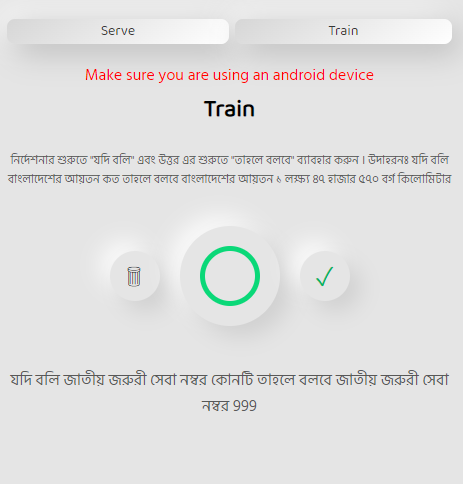 Serve
Train
Make sure you are using an android device
Train
নির্দেশনার শুরুতে "যদি বলি" এবং উত্তর এর শুরুতে "তাহলে বলবে" ব্যাবহার করুন । উদাহরনঃ যদি বলি
বাংলাদেশের আয়তন কত তাহলে বলবে বাংলাদেশের আয়তন ১ লক্ষ্য ৪৭ হাজার ৫৭০ বর্গ কিলোমিটার
যদি বলি জাতীয় জরুরী সেবা নম্বর কোনটি তাহলে বলবে জাতীয় জরুরী সেবা
নম্বর 999